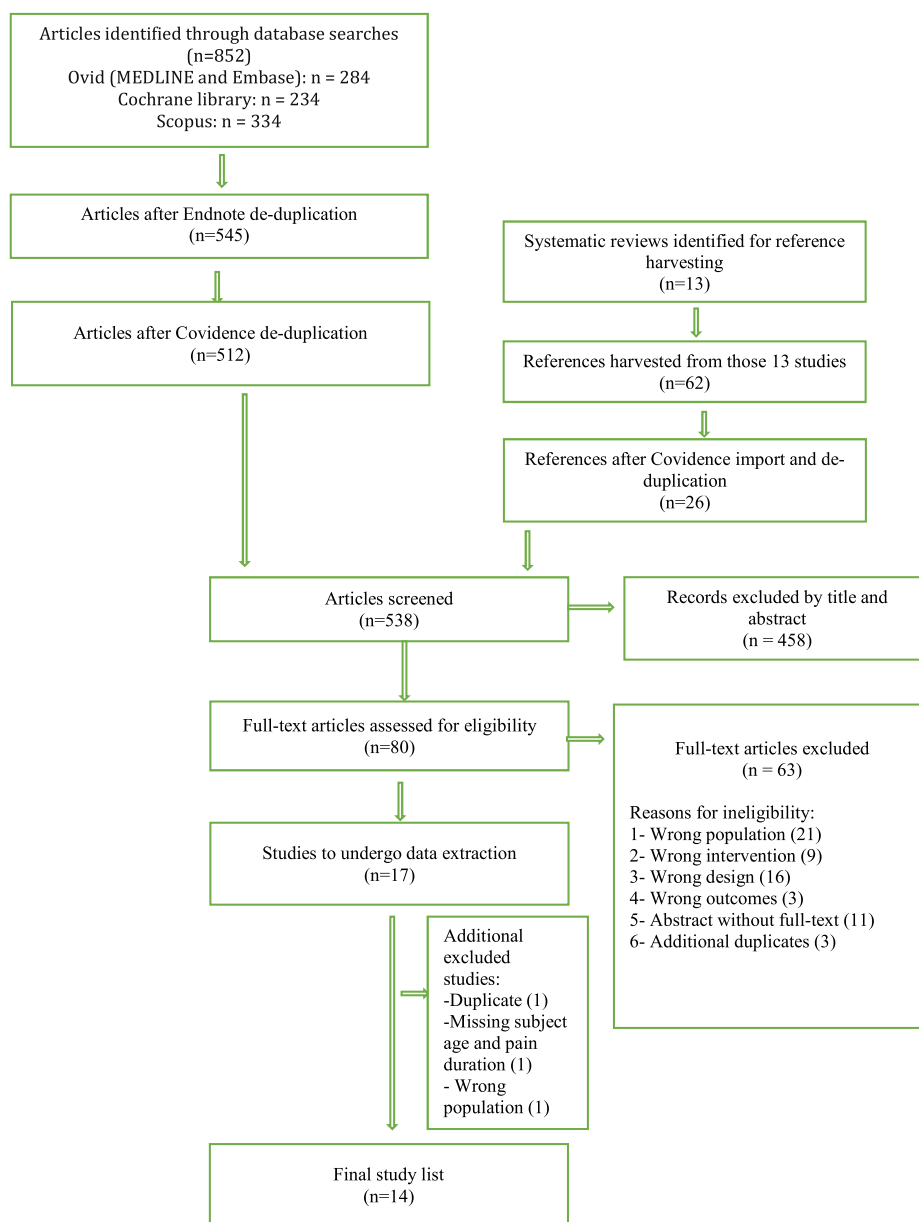 Articles identified through database searches
(n=852)
Ovid (MEDLINE and Embase): n = 284
Cochrane library: n = 234
Scopus: n = 334
Articles after Endnote de-duplication
(n=545)
Systematic reviews identified for reference
harvesting
(n=13)
Articles after Covidence de-duplication
(n=512)
References harvested from those 13 studies
(n=62)
References after Covidence import and de-
duplication
(n=26)
Articles screened
(n=538)
Records excluded by title and
abstract
(n = 458)
Full-text articles assessed for eligibility
(n=80)
Full-text articles excluded
(n = 63)
Reasons for ineligibility:
1- Wrong population (21)
2- Wrong intervention (9)
3- Wrong design (16)
4- Wrong outcomes (3)
5- Abstract without full-text (11)
6- Additional duplicates (3)
Studies to undergo data extraction
(n=17)
Additional
excluded
studies:
-Duplicate (1)
-Missing subject
age and pain
duration (1)
- Wrong
population (1)
Final study list
(n=14)